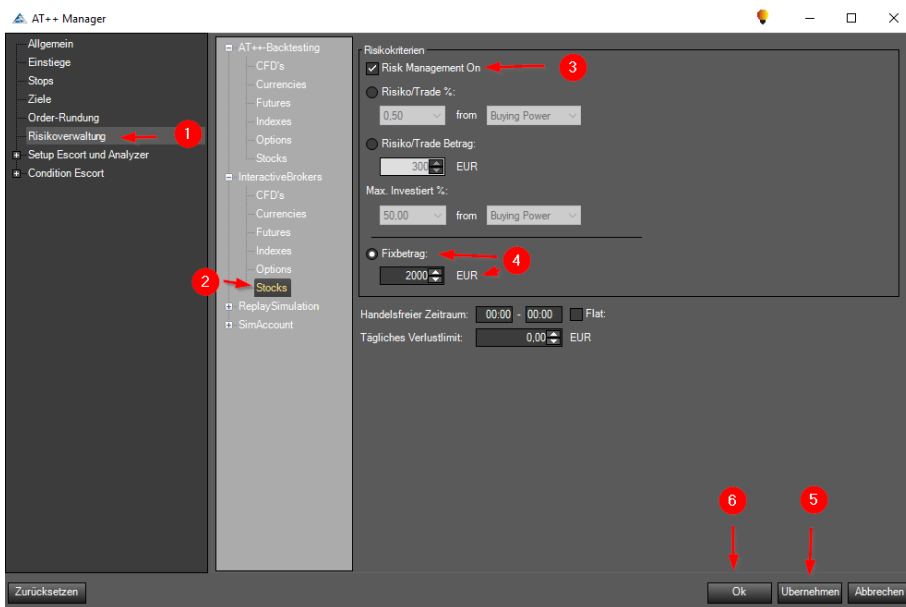 AT++ Manager
Allgemein
Einstiege
Stops
Ziele
Order-Rundung
Risikoverwaltung
1
Setup Escort und Analyzer
Condition Escort
AT++-Backtesting
CFD's
Currencies
Futures
Indexes
Options
Stocks
InteractiveBrokers
CFD's
Currencies
Futures
Indexes
Options
2
Stocks
ReplaySimulation
SimAccount
Risikokriterien
Risk Management On
3
Risiko/Trade %:
0,50 from Buying Power
Risiko/Trade Betrag:
300 EUR
Max. Investiert %:
50,00 from Buying Power
Fixbetrag:
4
2000 EUR
Handelsfreier Zeitraum: 00:00 - 00:00 Flat:
Tägliches Verlustlimit: 0,00 EUR
6
5
Zurücksetzen
Ok
Übernehmen
Abbrechen